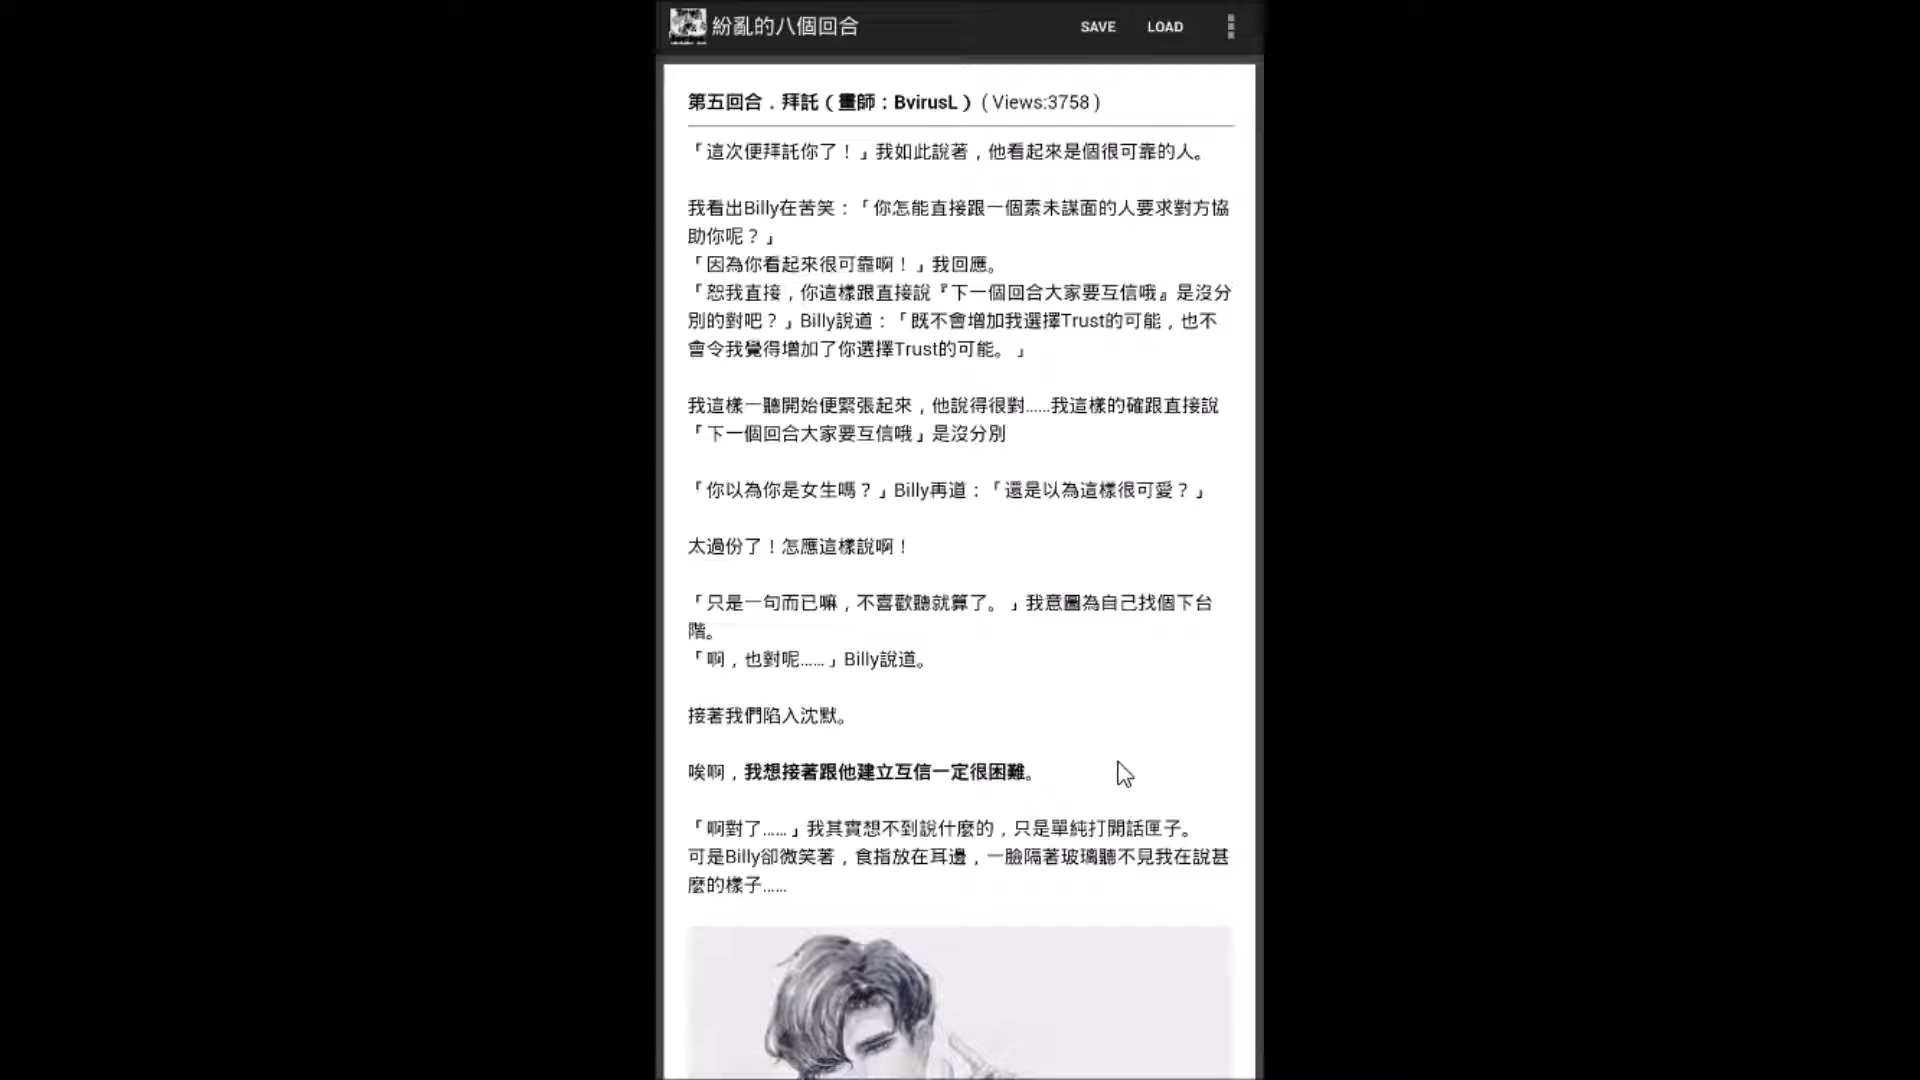 紛亂的八個回合
SAVE
LOAD
第五回合．拜託（畫師：BvirusL）（Views:3758）
「這次便拜託你了！」我如此說著，他看起來是個很可靠的人。
我看出Billy在苦笑：「你怎能直接跟一個素未謀面的人要求對方協
助你呢？」
「因為你看起來很可靠啊！」我回應。
「恕我直接，你這樣跟直接說『下一個回合大家要互信哦』是沒分
別的對吧？」Billy說道：「既不會增加我選擇Trust的可能，也不
會令我覺得增加了你選擇Trust的可能。」
我這樣一聽開始便緊張起來，他說得很對......我這樣的確跟直接說
「下一個回合大家要互信哦」是沒分別
「你以為你是女生嗎？」Billy再道：「還是以為這樣很可愛？」
太過份了！怎應這樣說啊！
「只是一句而已嘛，不喜歡聽就算了。」我意圖為自己找個下台
階。
「啊，也對呢......」Billy說道。
接著我們陷入沈默。
唉啊，我想接著跟他建立互信一定很困難。
「啊對了......」我其實想不到說什麼的，只是單純打開話匣子。
可是Billy卻微笑著，食指放在耳邊，一臉隔著玻璃聽不見我在說甚
麼的樣子......